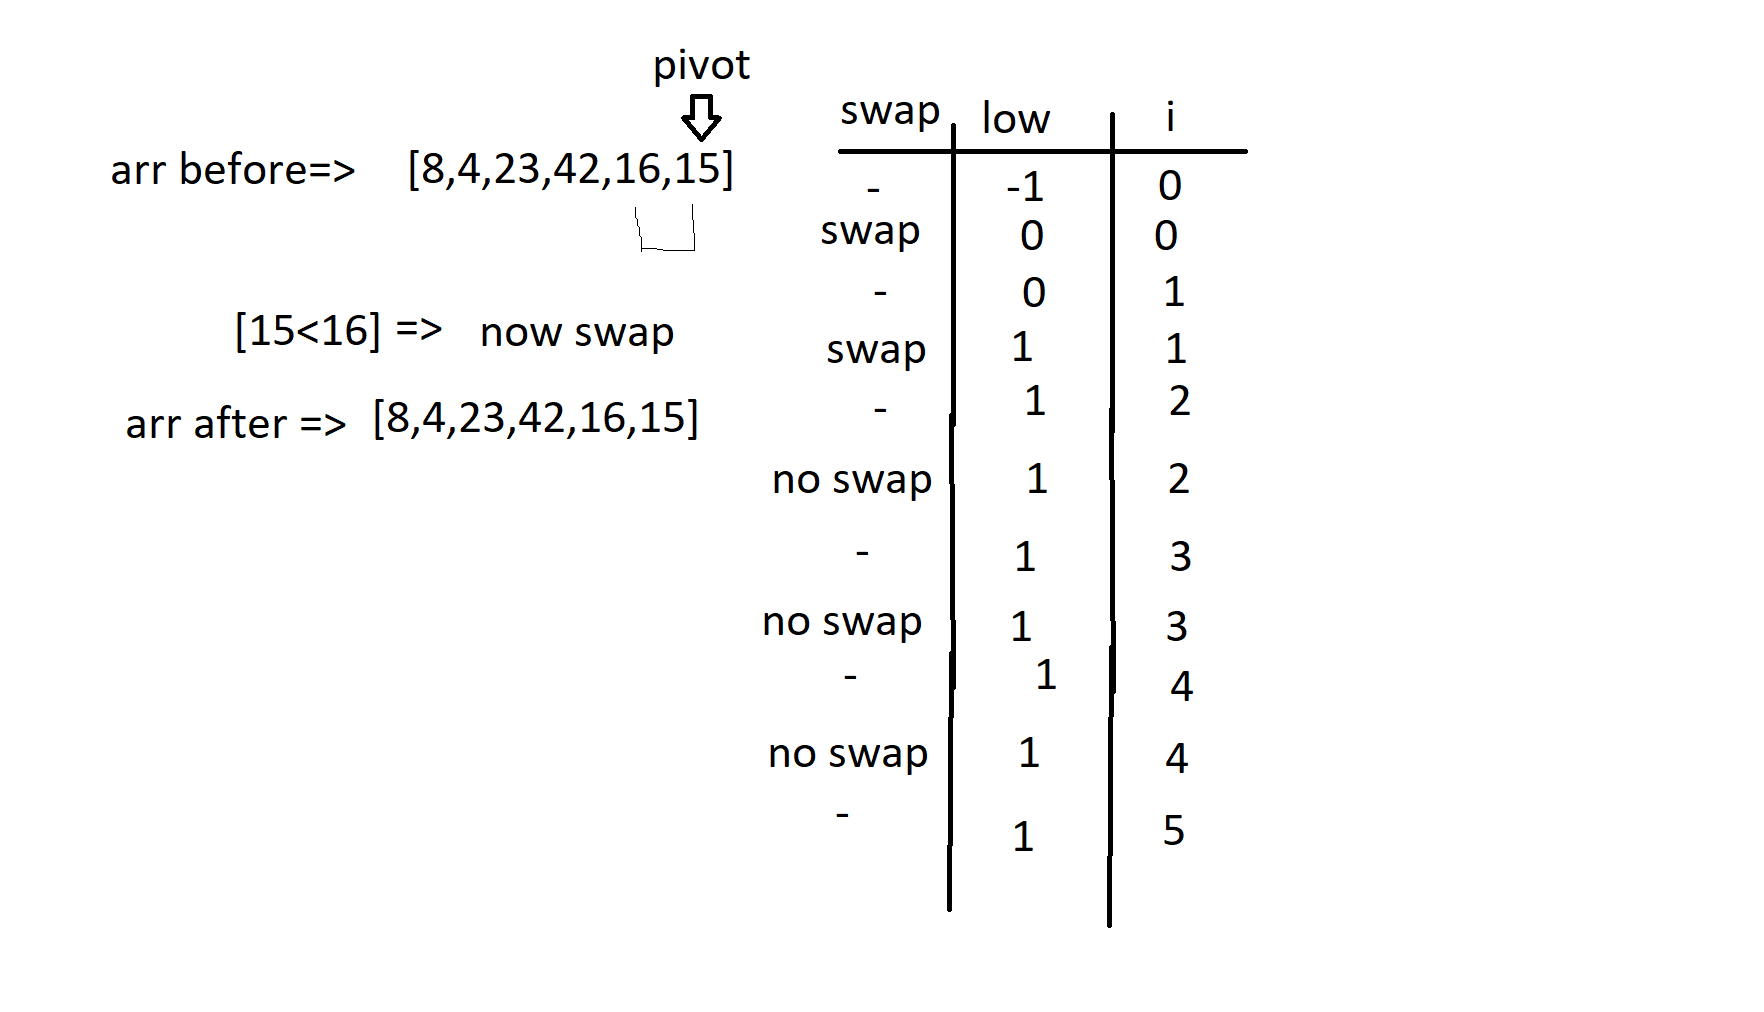 pivot
arr before=> [8,4,23,42,16,15]
[15<16] => now swap
arr after => [8,4,23,42,16,15]
swap low i
- -1 0
swap 0 0
- 0 1
swap 1 1
- 1 2
no swap 1 2
- 1 3
no swap 1 3
- 1 4
no swap 1 4
- 1 5